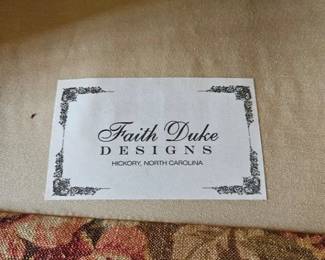 Faith Duke
DESIGNS
HICKORY, NORTH CAROLINA